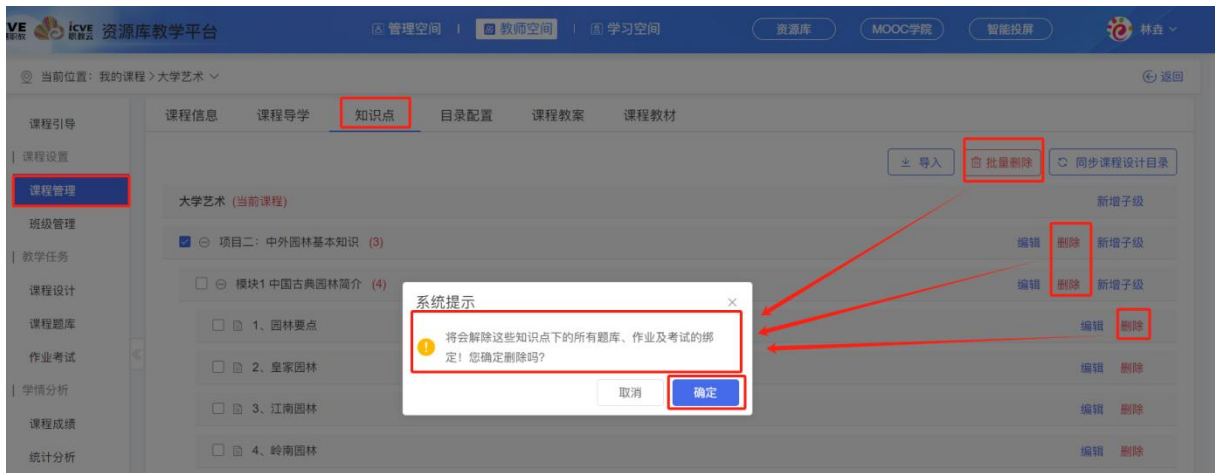 VE icve 资源库教学平台 管理空间 | 教师空间 | 学习空间 资源库 MOOC学院 智能投屏 林垚
职教 职教云
当前位置：我的课程 > 大学艺术 返回
课程引导 课程信息 课程导学 知识点 目录配置 课程教案 课程教材
课程设置
导入 批量删除 同步课程设计目录
课程管理 大学艺术 (当前课程) 新增子级
班级管理
项目二：中外园林基本知识 (3) 编辑 删除 新增子级
教学任务
课程设计 模块1 中国古典园林简介 (4) 编辑 删除 新增子级
系统提示
课程题库 1、园林要点 编辑 删除
将会解除这些知识点下的所有题库、作业及考试的绑
定！您确定删除吗?
作业考试 2、皇家园林 编辑 删除
学情分析 取消 确定
课程成绩 3、江南园林 编辑 删除
统计分析 4、岭南园林 编辑 删除